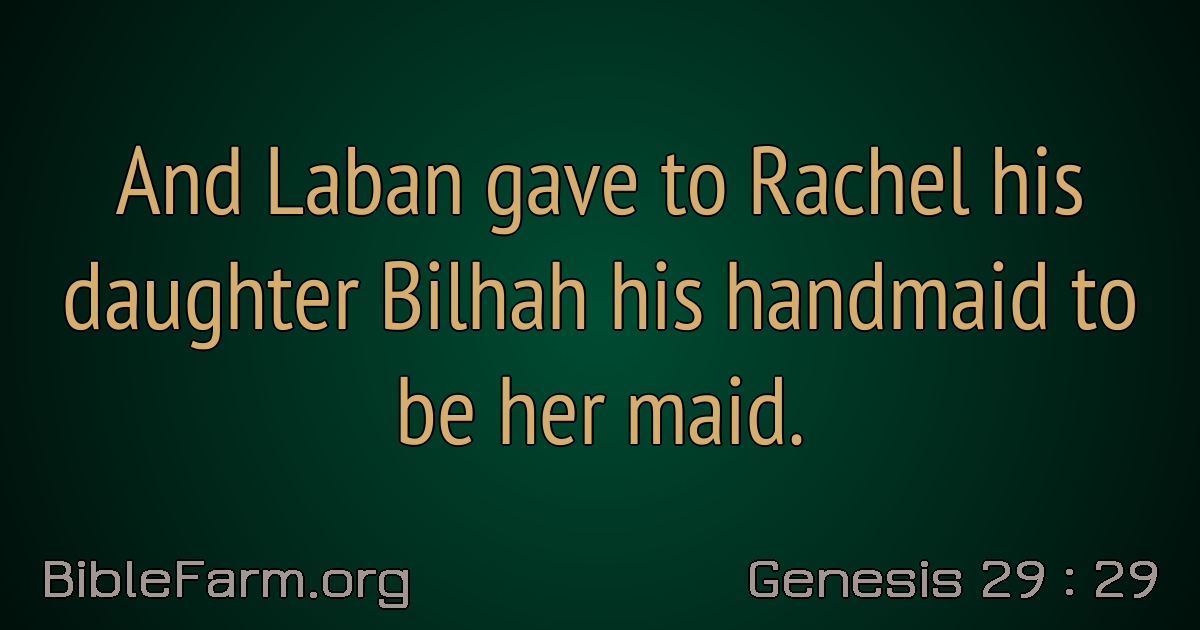 And Laban gave to Rachel his
daughter Bilhah his handmaid to
be her maid.
BibleFarm.org
Genesis 29 : 29